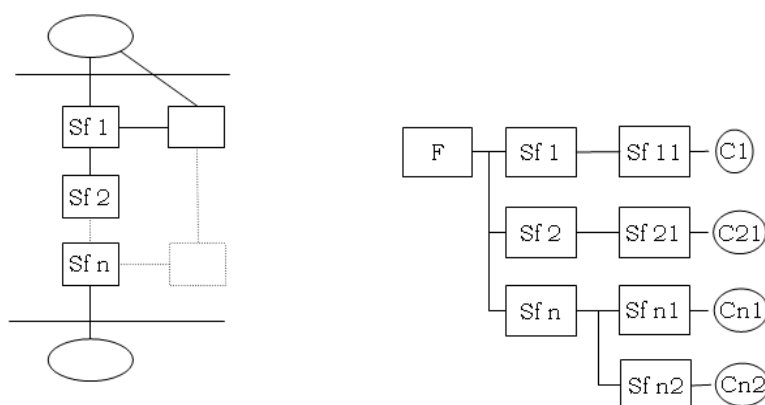 Sf 1
Sf 2
Sf n
F
Sf 1
Sf 11
C1
Sf 2
Sf 21
C21
Sf n
Sf n1
Cn1
Sf n2
Cn2